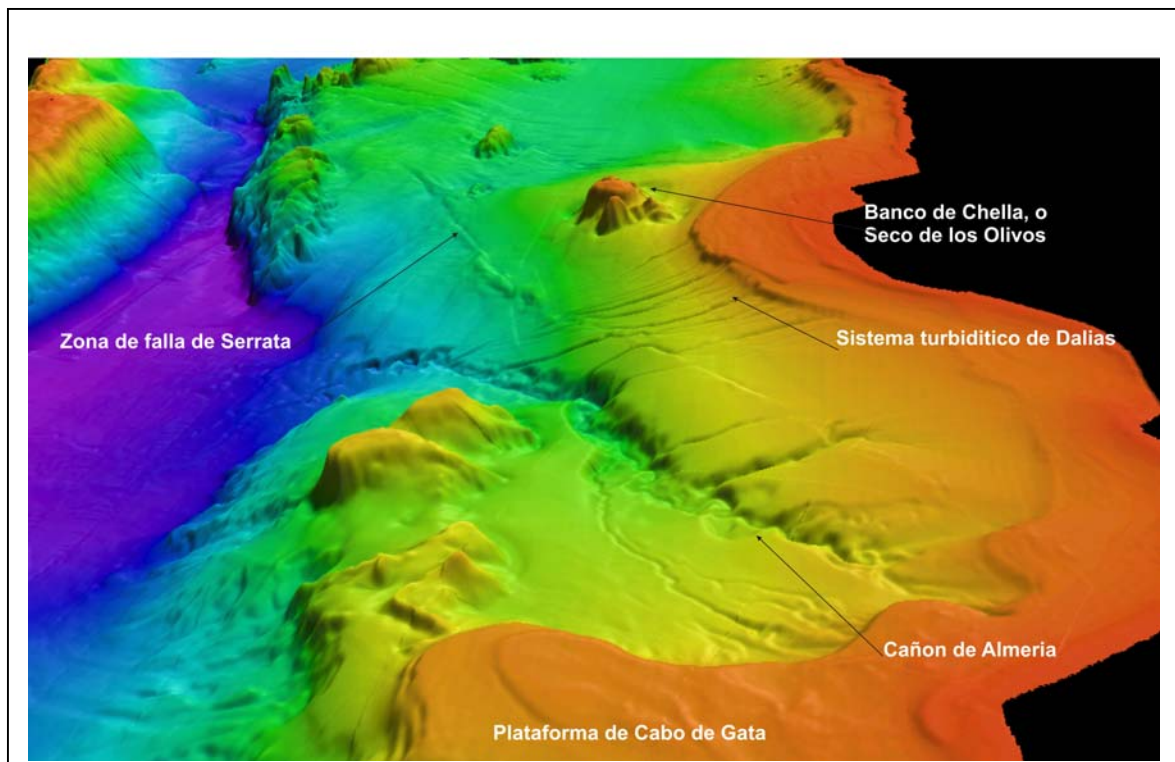 Banco de Chella, o
Seco de los Olivos
Zona de falla de Serrata
Sistema turbiditico de Dalias
Cañon de Almeria
Plataforma de Cabo de Gata